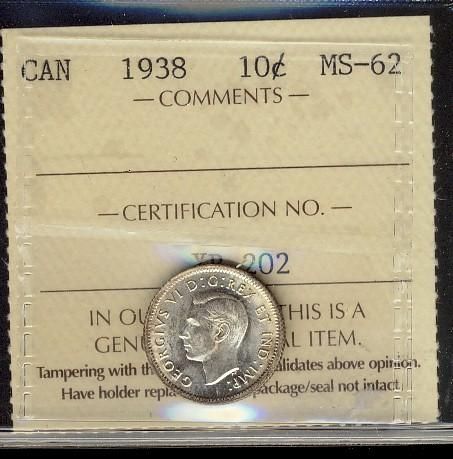 CAN 1938 10¢ MS-62
— COMMENTS —
— CERTIFICATION NO. —
202
GEORGIVS VI D:G:REX ET IND:IMP:
IN THIS IS A
ITEM.
Tampering with above opinion.
Have holder package/seal not intact